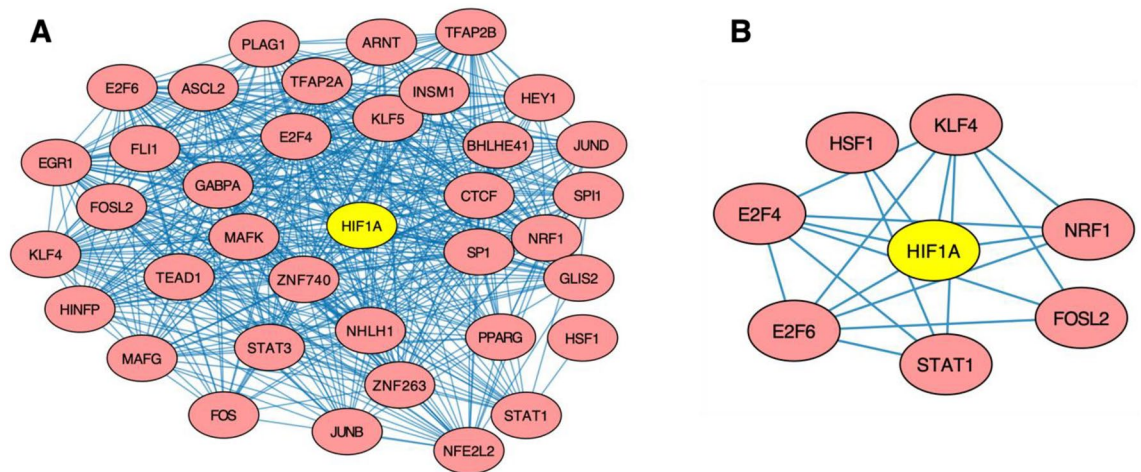 A
TFAP2B
PLAG1
ARNT
TFAP2A
E2F6
ASCL2
INSM1
HEY1
KLF5
E2F4
FLI1
BHLHE41
JUND
EGR1
GABPA
CTCF
SPI1
FOSL2
HIF1A
MAFK
NRF1
SP1
KLF4
TEAD1
ZNF740
GLIS2
HINFP
NHLH1
PPARG
HSF1
STAT3
MAFG
ZNF263
FOS
STAT1
JUNB
NFE2L2
B
KLF4
HSF1
E2F4
NRF1
HIF1A
FOSL2
E2F6
STAT1